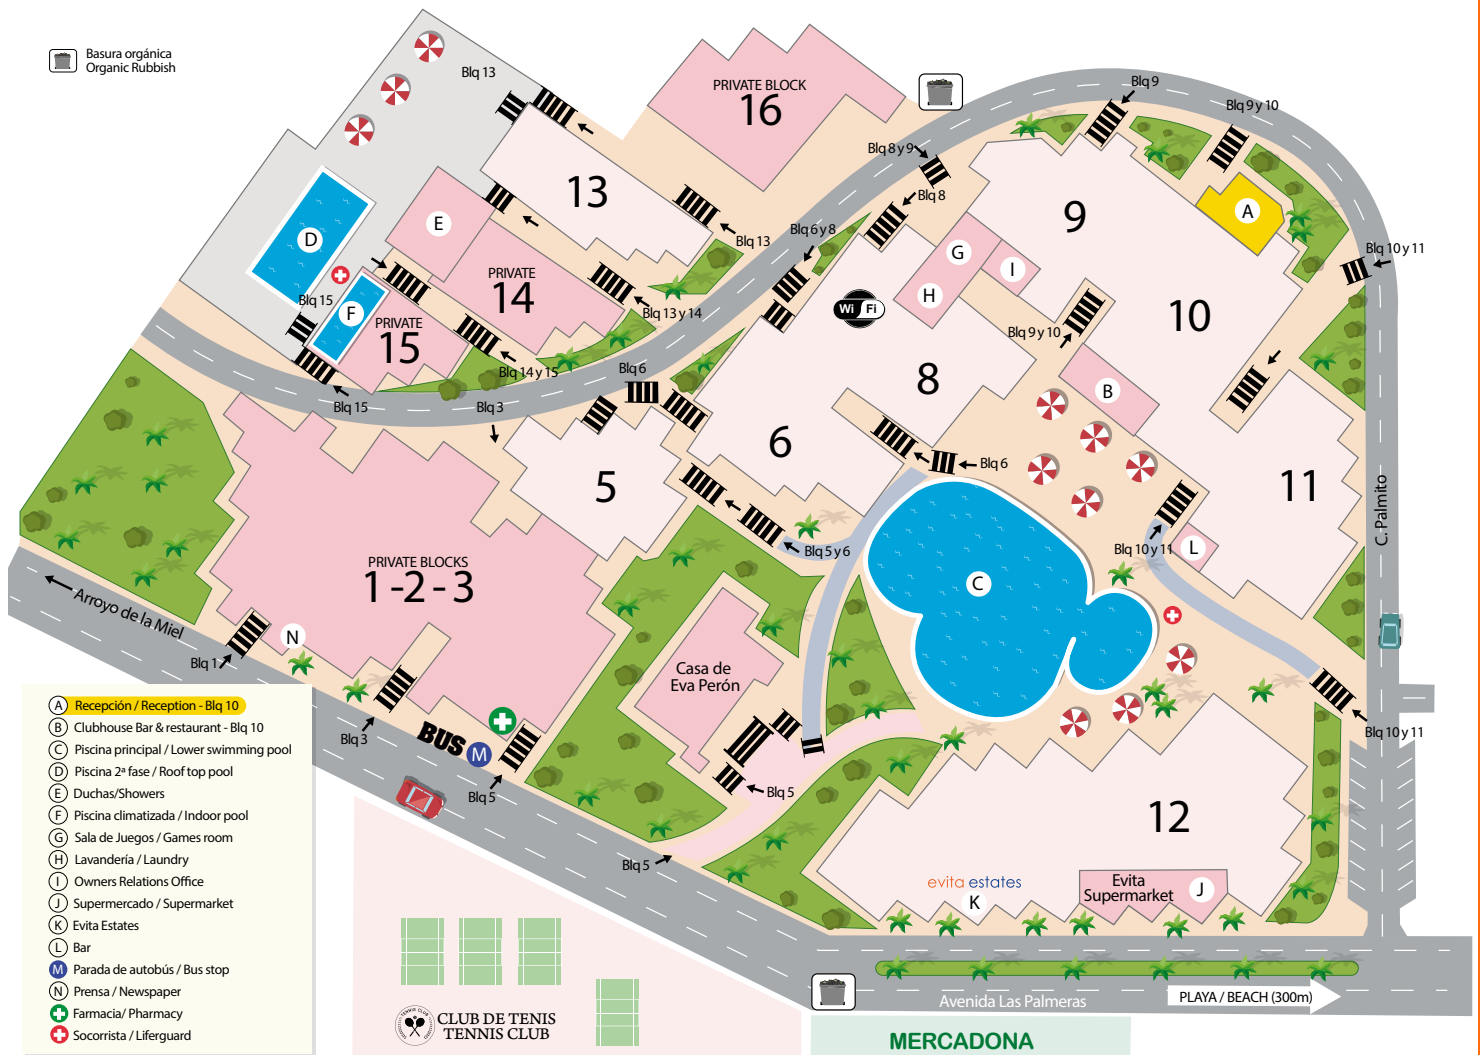 Basura orgánica
Organic Rubbish
Blq 13
PRIVATE BLOCK
16
Blq 9
Blq 9 y 10
Blq 8 y 9
Blq 8
13
9
A
E
D
Blq 13
Blq 6 y 8
Blq 10 y 11
G
I
H
PRIVATE
14
Blq 15
F
PRIVATE
15
Blq 13 y 14
Wi Fi
Blq 9 y 10
10
Blq 14 y 15
Blq 6
8
B
Blq 15
Blq 3
6
5
Blq 6
11
C. Palmito
Blq 5 y 6
Blq 10 y 11
L
PRIVATE BLOCKS
1 - 2 - 3
C
Arroyo de la Miel
N
Blq 1
Casa de
Eva Perón
Blq 3
BUS
M
Blq 5
Blq 5
Blq 5
Blq 10 y 11
12
evita estates
K
Evita
Supermarket
J
A Recepción / Reception - Blq 10
B Clubhouse Bar & restaurant - Blq 10
C Piscina principal / Lower swimming pool
D Piscina 2ª fase / Roof top pool
E Duchas/Showers
F Piscina climatizada / Indoor pool
G Sala de Juegos / Games room
H Lavandería / Laundry
I Owners Relations Office
J Supermercado / Supermarket
K Evita Estates
L Bar
M Parada de autobús / Bus stop
N Prensa / Newspaper
Farmacia/ Pharmacy
Socorrista / Liferguard
CLUB DE TENIS
TENNIS CLUB
Avenida Las Palmeras
PLAYA / BEACH (300m)
MERCADONA